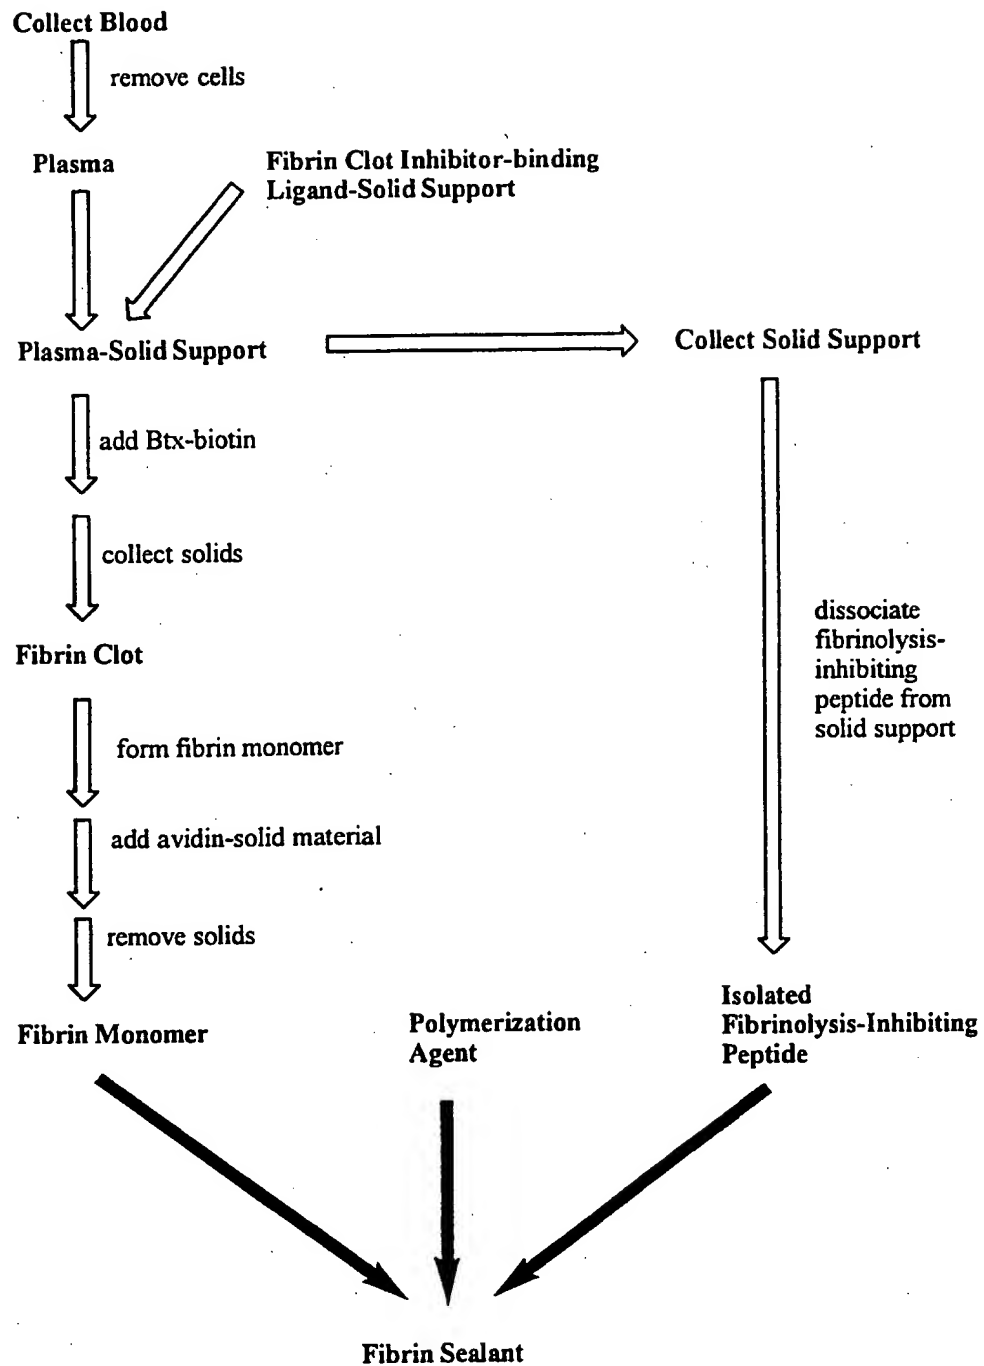 Collect Blood
remove cells
Plasma
Fibrin Clot Inhibitor-binding
Ligand-Solid Support
Plasma-Solid Support
Collect Solid Support
add Btx-biotin
collect solids
Fibrin Clot
dissociate
fibrinolysis-
inhibiting
peptide from
solid support
form fibrin monomer
add avidin-solid material
remove solids
Fibrin Monomer
Polymerization
Agent
Isolated
Fibrinolysis-Inhibiting
Peptide
Fibrin Sealant